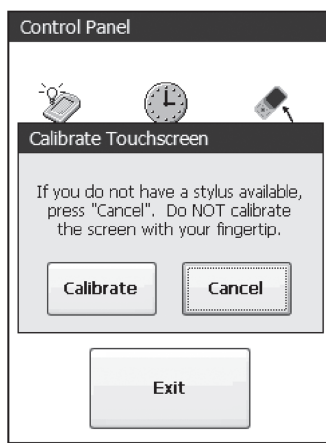 Control Panel
Calibrate Touchscreen
If you do not have a stylus available,
press "Cancel". Do NOT calibrate
the screen with your fingertip.
Calibrate Cancel
Exit